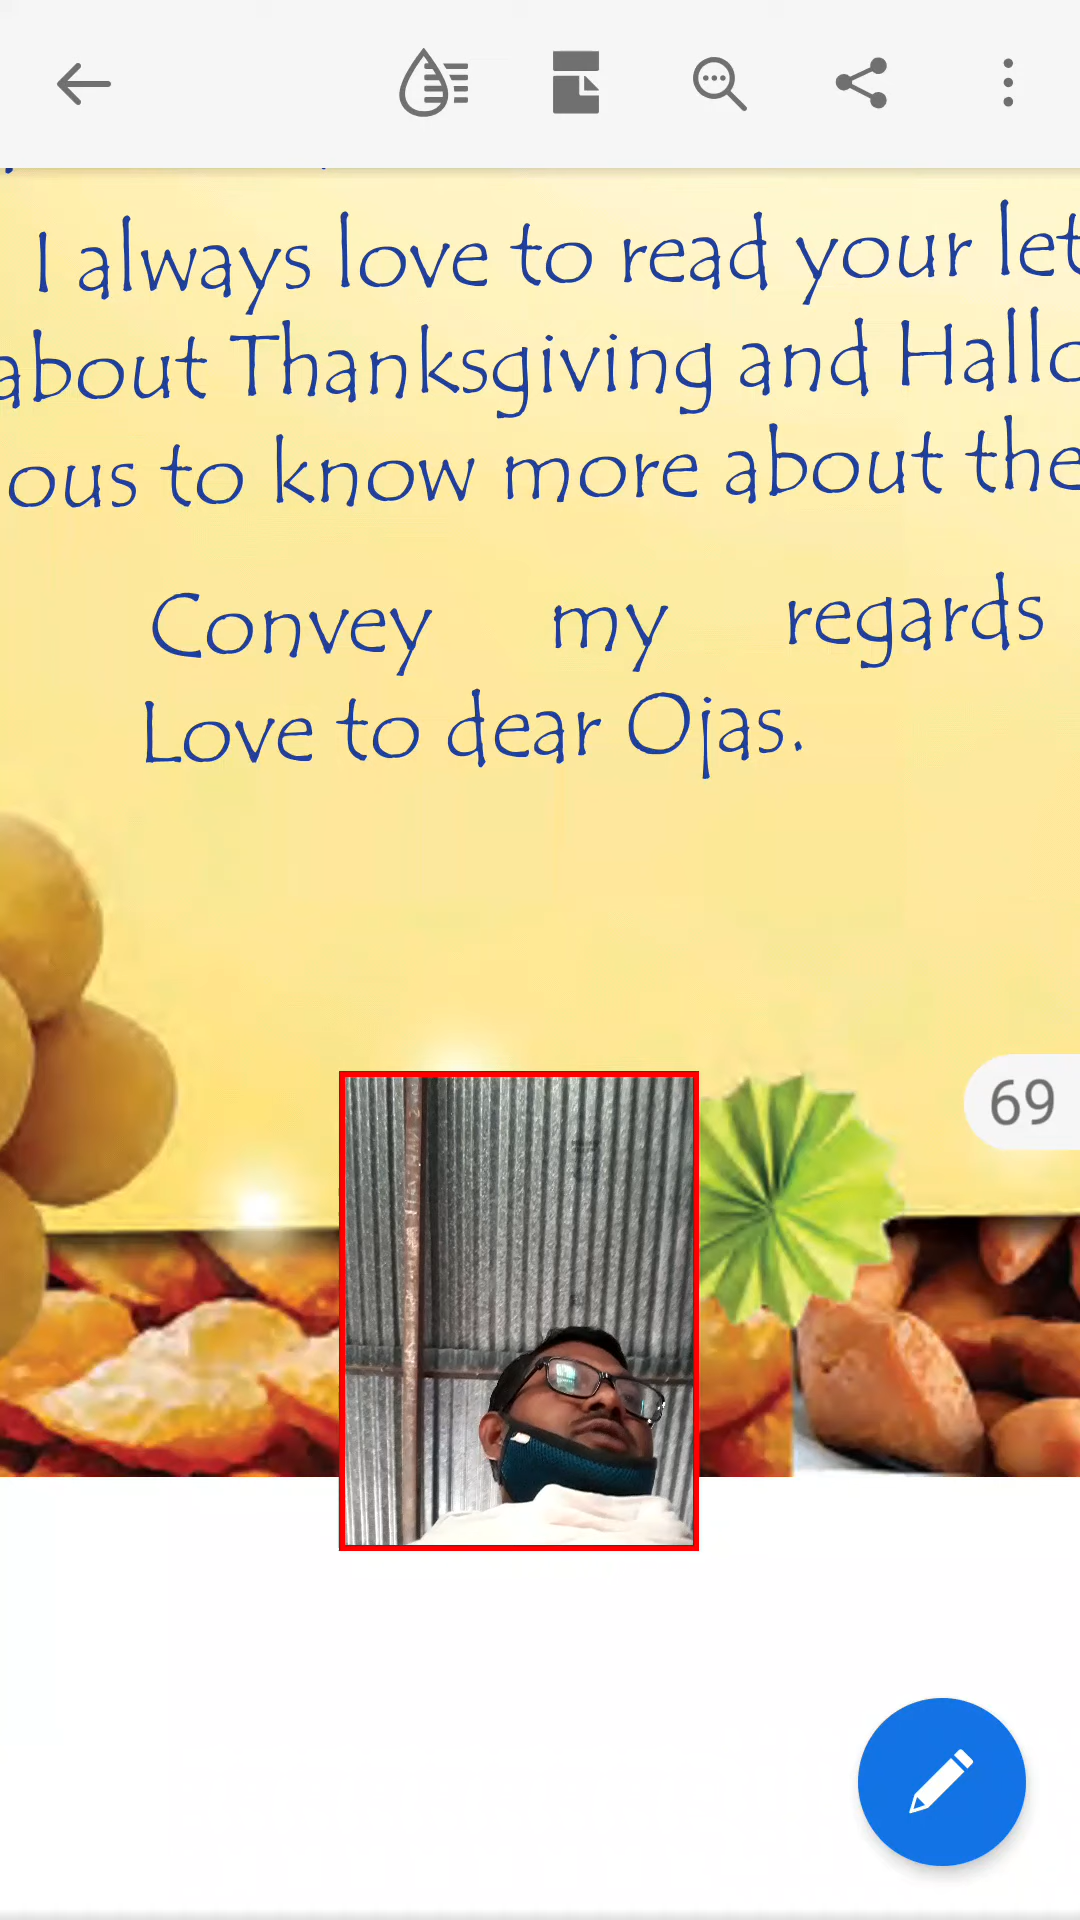 I always love to read your let
about Thanksgiving and Hallo
ous to know more about the
Convey my regards
Love to dear Ojas.
69